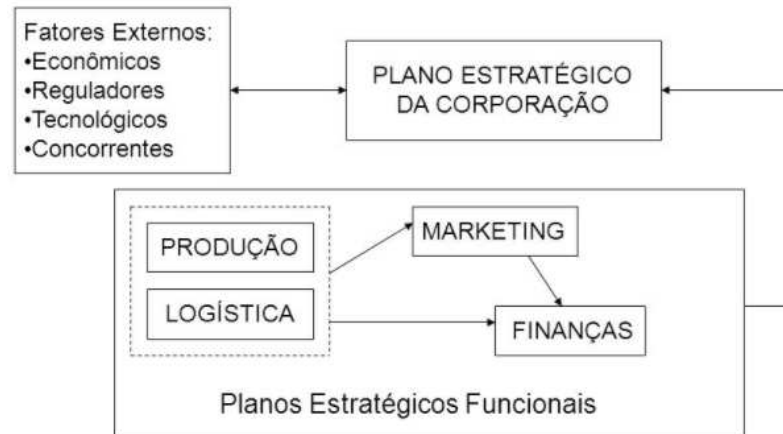 Fatores Externos:
•Econômicos
•Reguladores
•Tecnológicos
•Concorrentes
PLANO ESTRATÉGICO
DA CORPORAÇÃO
PRODUÇÃO
LOGÍSTICA
MARKETING
FINANÇAS
Planos Estratégicos Funcionais